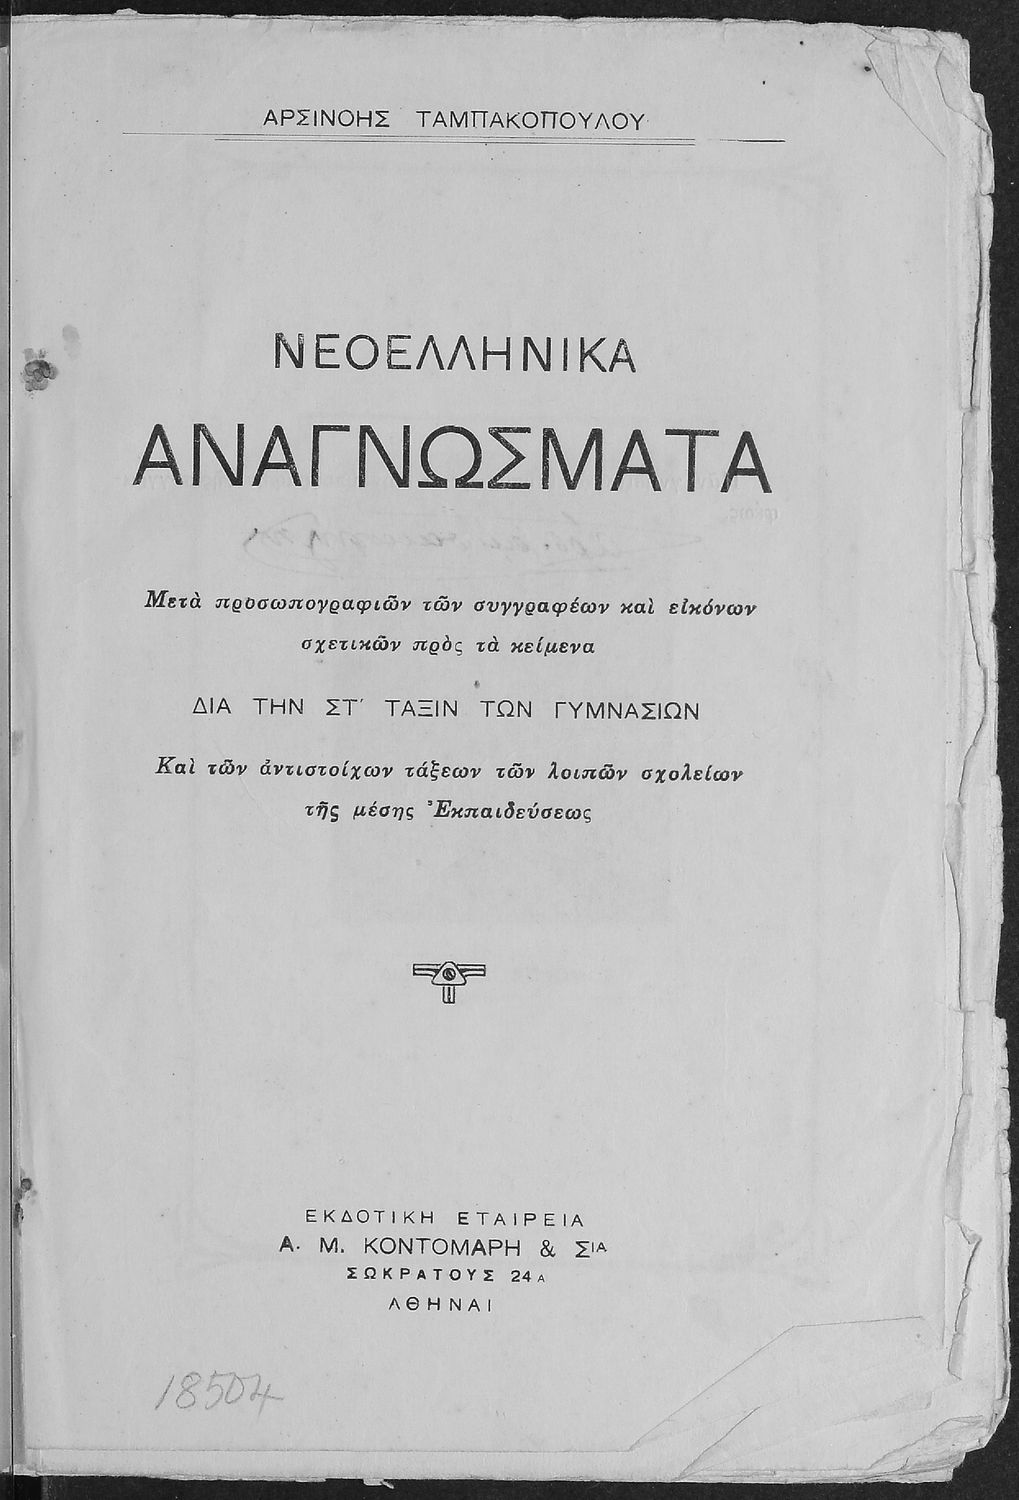 ΑΡΣΙΝΟΗΣ ΤΑΜΠΑΚΟΠΟΥΛΟΥ
ΝΕΟΕΛΛΗΝΙΚΑ
ΑΝΑΓΝΩΣΜΑΤΑ
Μετὰ προσωπογραφιῶν τῶν συγγραφέων καὶ εἰκόνων
σχετικῶν πρὸς τὰ κείμενα
ΔΙΑ ΤΗΝ ΣΤ΄ ΤΑΞΙΝ ΤΩΝ ΓΥΜΝΑΣΙΩΝ
Καὶ τῶν ἀντιστοίχων τάξεων τῶν λοιπῶν σχολείων
τῆς μέσης Ἐκπαιδεύσεως
ΕΚΔΟΤΙΚΗ ΕΤΑΙΡΕΙΑ
Α. Μ. ΚΟΝΤΟΜΑΡΗ & ΣΙΑ
ΣΩΚΡΑΤΟΥΣ 24Α
ΑΘΗΝΑΙ
18504